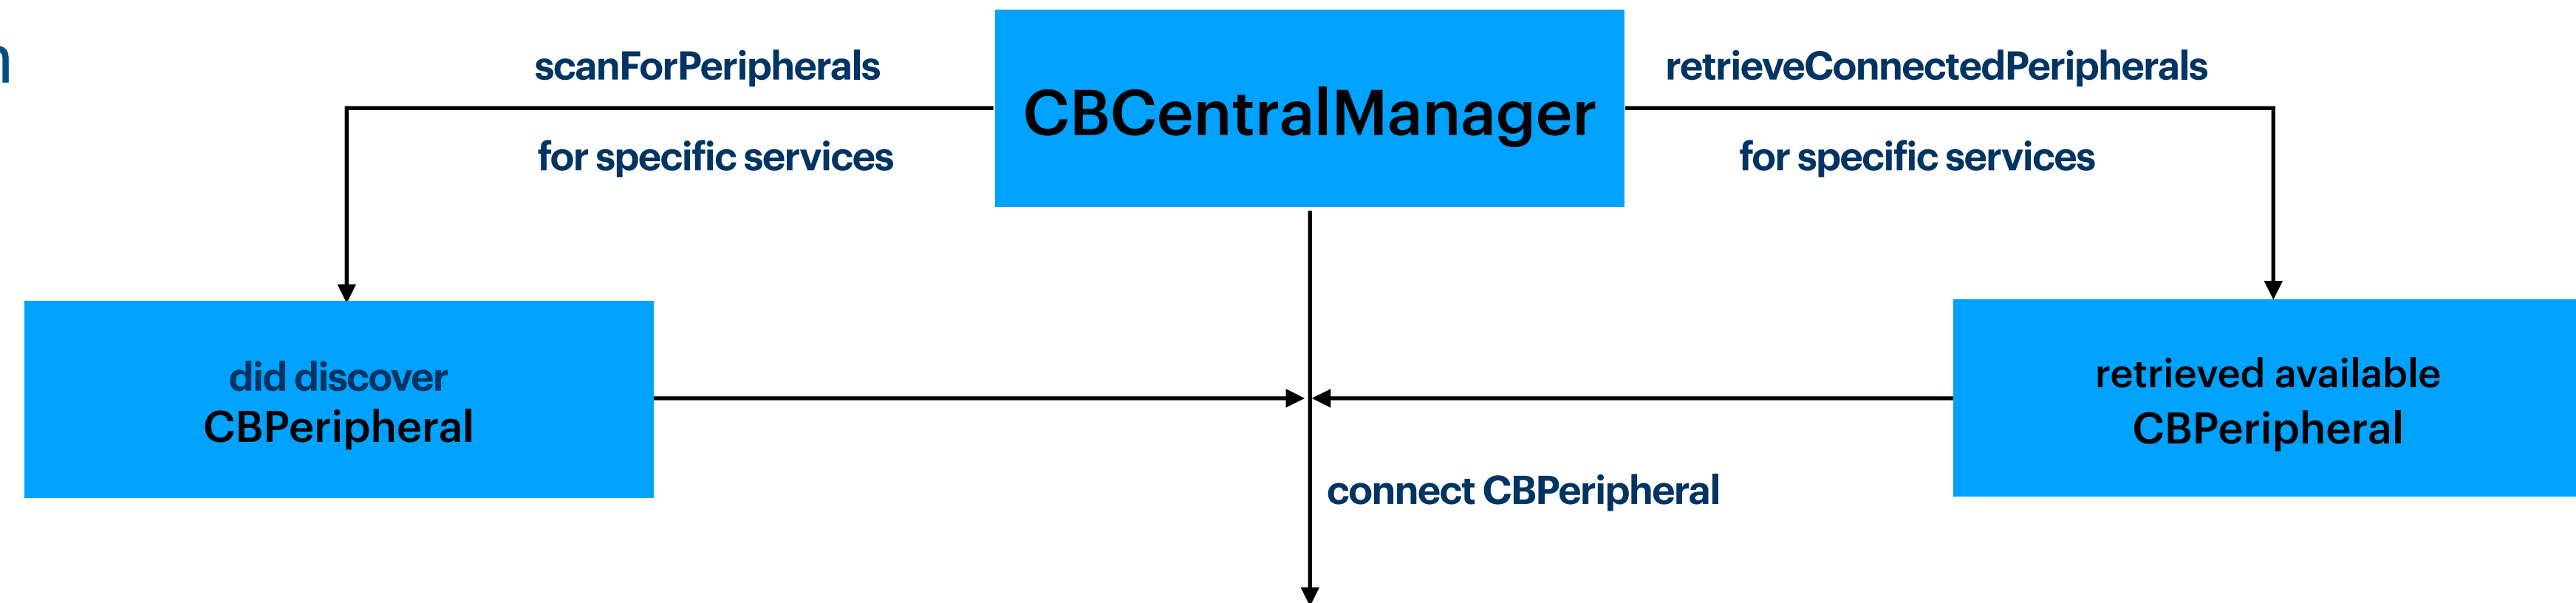 scanForPeripherals
for specific services
CBCentralManager
retrieveConnectedPeripherals
for specific services
did discover
CBPeripheral
retrieved available
CBPeripheral
connect CBPeripheral